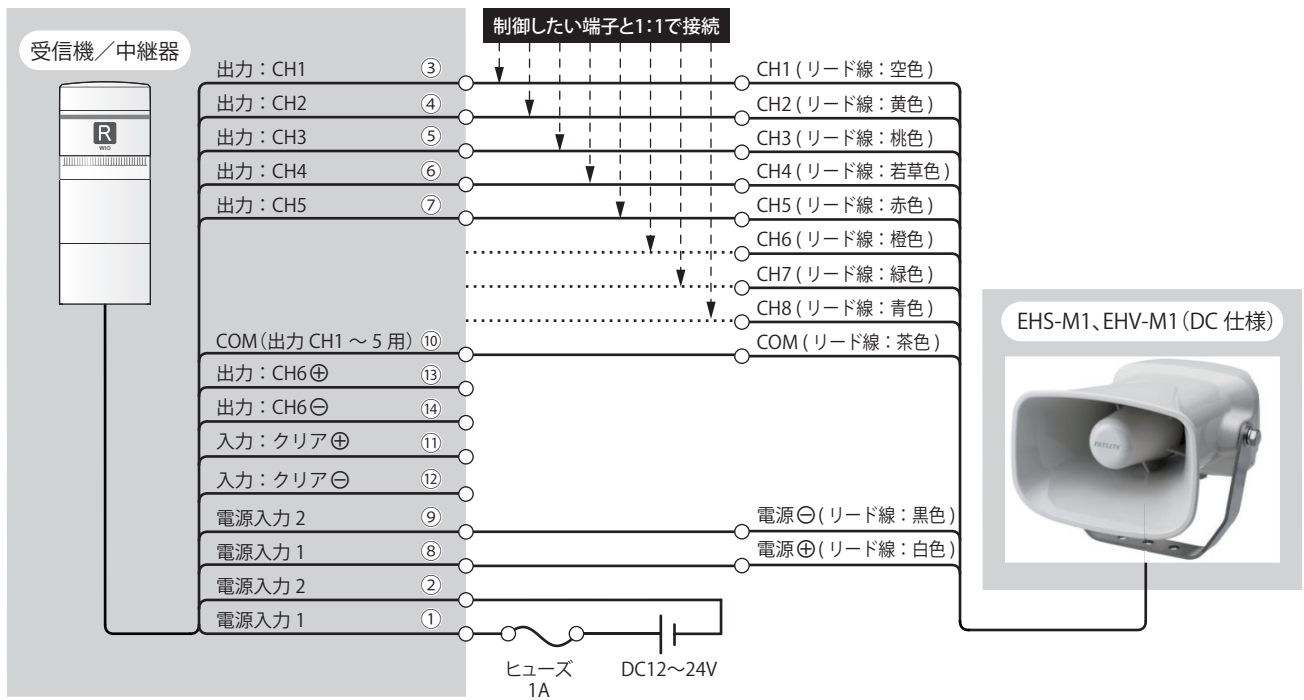 制御したい端子と1:1で接続
受信機／中継器
R
WIO
出力：CH1 ③
出力：CH2 ④
出力：CH3 ⑤
出力：CH4 ⑥
出力：CH5 ⑦
COM（出力 CH1 ～ 5 用） ⑩
出力：CH6⊕ ⑬
出力：CH6⊖ ⑭
入力：クリア⊕ ⑪
入力：クリア⊖ ⑫
電源入力 2 ⑨
電源入力 1 ⑧
電源入力 2 ②
電源入力 1 ①
ヒューズ
1A
DC12～24V
CH1 ( リード線：空色 )
CH2 ( リード線：黄色 )
CH3 ( リード線：桃色 )
CH4 ( リード線：若草色 )
CH5 ( リード線：赤色 )
CH6 ( リード線：橙色 )
CH7 ( リード線：緑色 )
CH8 ( リード線：青色 )
COM ( リード線：茶色 )
電源⊖( リード線：黒色 )
電源⊕( リード線：白色 )
EHS-M1、EHV-M1（DC 仕様）
PATLITE